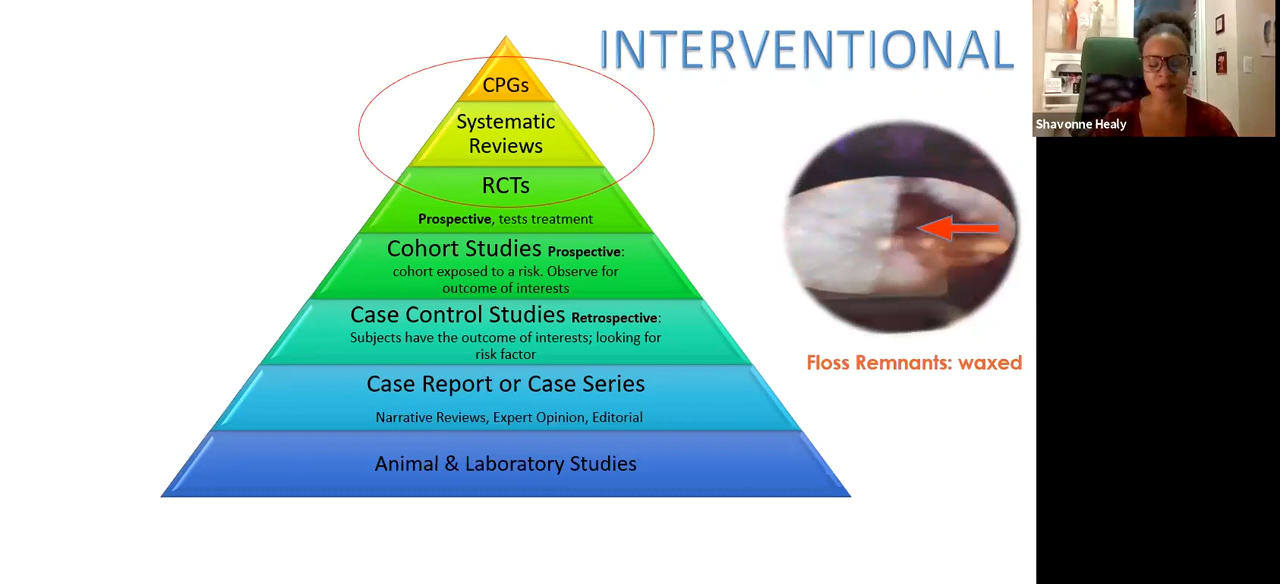 INTERVENTIONAL
CPGs
Systematic
Reviews
RCTs
Prospective, tests treatment
Cohort Studies Prospective:
cohort exposed to a risk. Observe for
outcome of interests
Case Control Studies Retrospective:
Subjects have the outcome of interests; looking for
risk factor
Case Report or Case Series
Narrative Reviews, Expert Opinion, Editorial
Animal & Laboratory Studies
Floss Remnants: waxed
Shavonne Healy